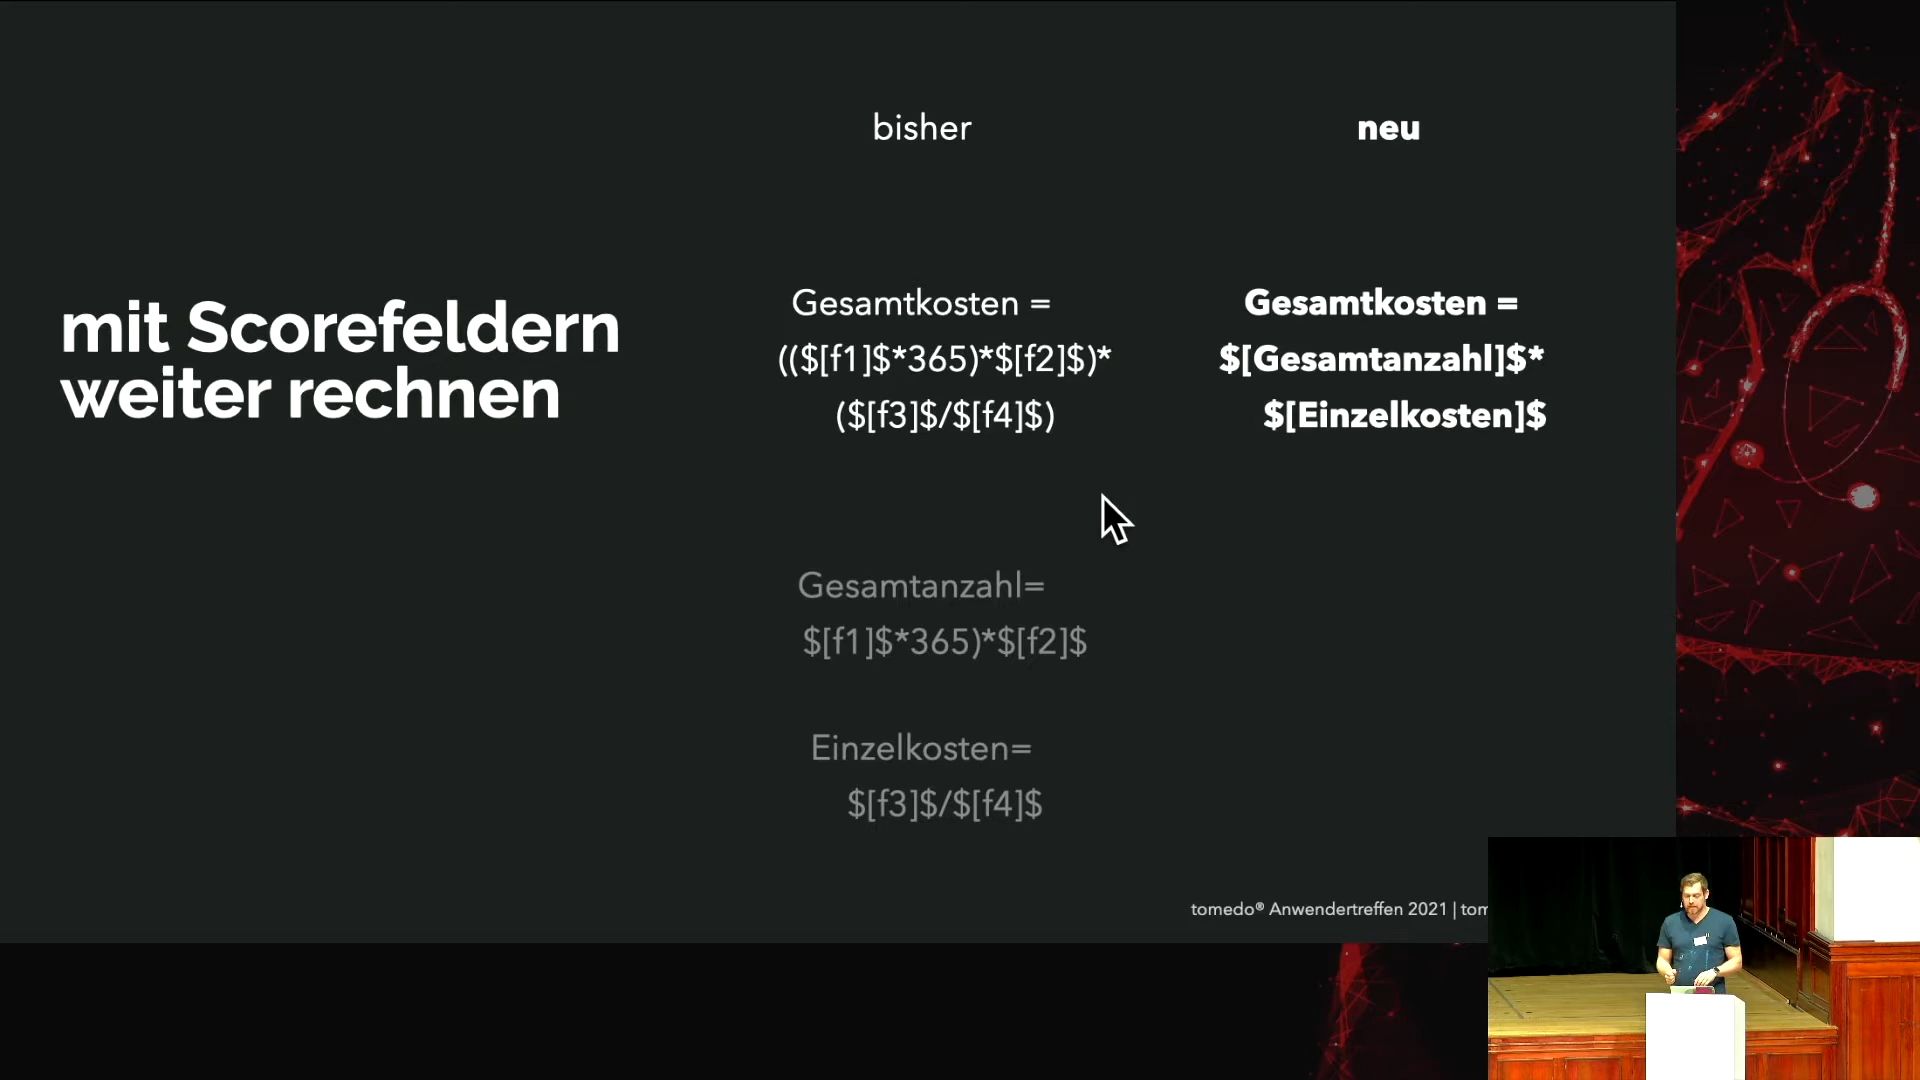 mit Scorefeldern
weiter rechnen
bisher
Gesamtkosten =
(($[f1]$*365)*$[f2]$)*
($[f3]$/$[f4]$)
Gesamtanzahl=
$[f1]$*365)*$[f2]$
Einzelkosten=
$[f3]$/$[f4]$
neu
Gesamtkosten =
$[Gesamtanzahl]$*
$[Einzelkosten]$
tomedo® Anwendertreffen 2021 | tom